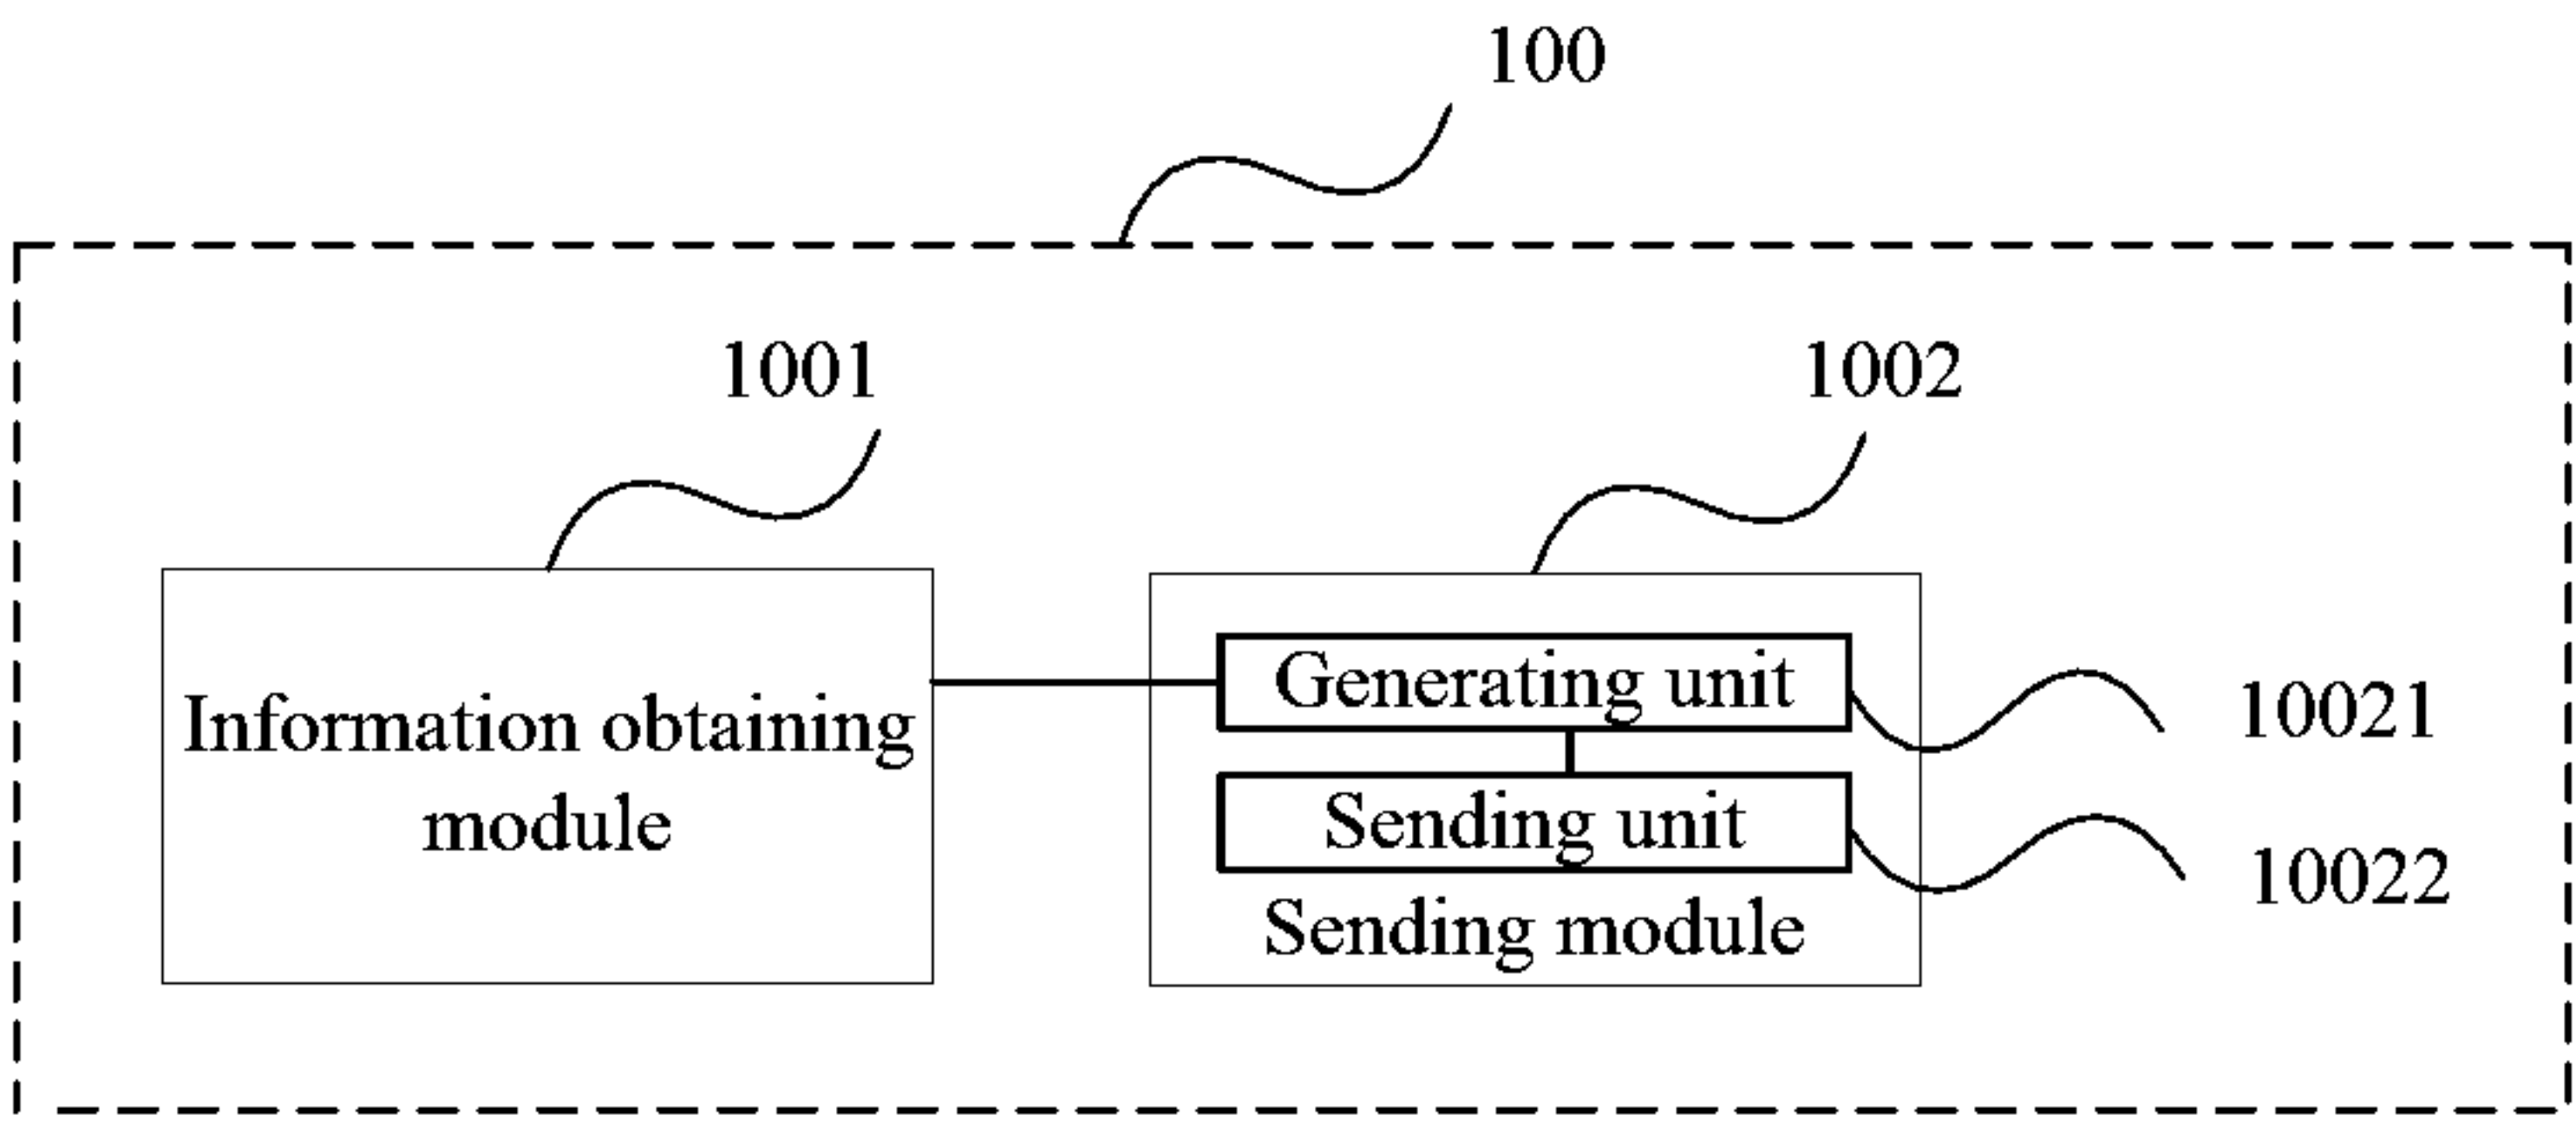 100
1001
1002
Information obtaining
module
Generating unit
10021
Sending unit
10022
Sending module